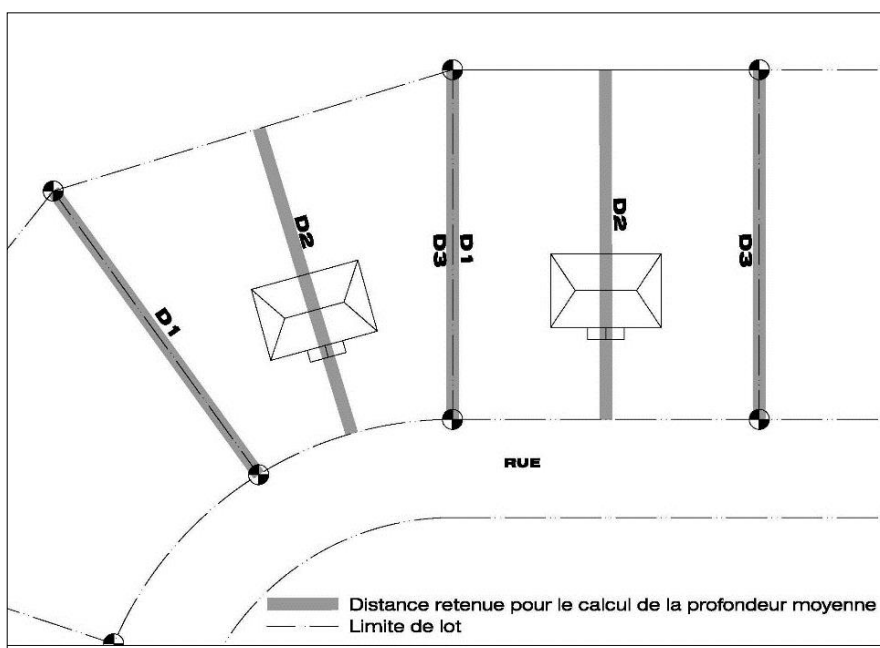 D1
D2
D3
D1
D2
D3
RUE
Distance retenue pour le calcul de la profondeur moyenne
Limite de lot